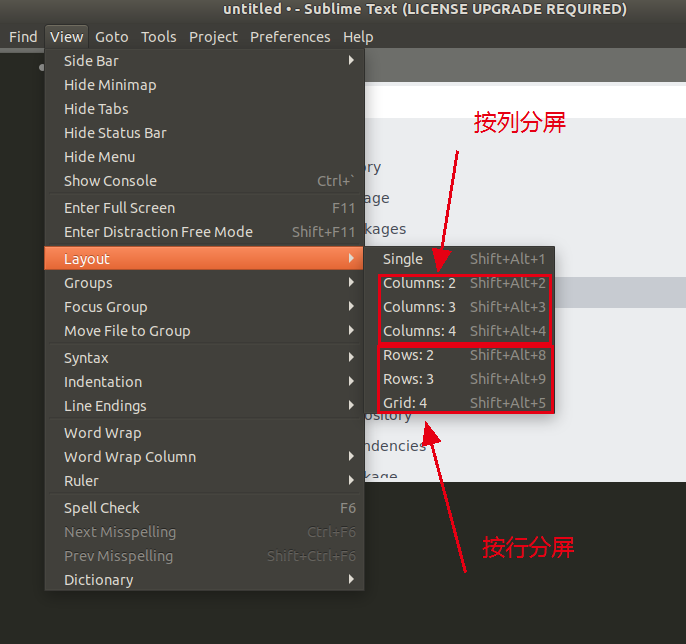 untitled • - Sublime Text (LICENSE UPGRADE REQUIRED)
Find View Goto Tools Project Preferences Help
Side Bar
Hide Minimap
Hide Tabs
Hide Status Bar
Hide Menu
Show Console Ctrl+`
Enter Full Screen F11
Enter Distraction Free Mode Shift+F11
Layout
Groups
Focus Group
Move File to Group
Syntax
Indentation
Line Endings
Word Wrap
Word Wrap Column
Ruler
Spell Check F6
Next Misspelling Ctrl+F6
Prev Misspelling Shift+Ctrl+F6
Dictionary
按列分屏
ory
age
kages
Single Shift+Alt+1
Columns: 2 Shift+Alt+2
Columns: 3 Shift+Alt+3
Columns: 4 Shift+Alt+4
Rows: 2 Shift+Alt+8
Rows: 3 Shift+Alt+9
Grid: 4 Shift+Alt+5
ository
ndencies
kage
按行分屏